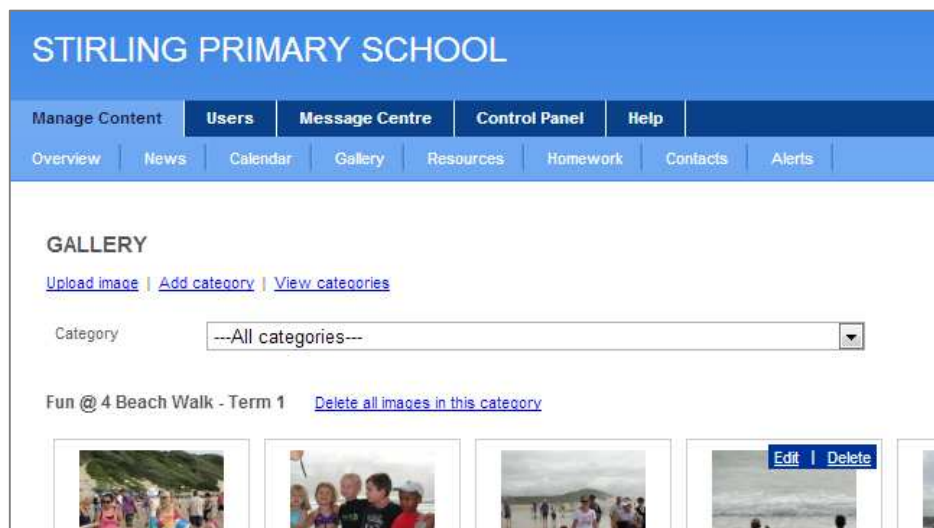 STIRLING PRIMARY SCHOOL
Manage Content Users Message Centre Control Panel Help
Overview News Calendar Gallery Resources Homework Contacts Alerts
GALLERY
Upload image | Add category | View categories
Category ---All categories---
Fun @ 4 Beach Walk - Term 1 Delete all images in this category
Edit | Delete